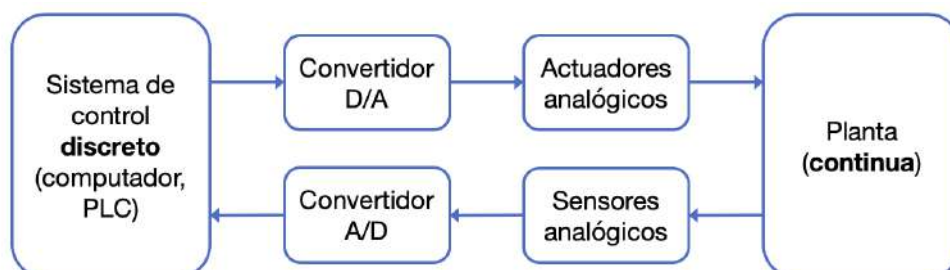 Sistema de
control
discreto
(computador,
PLC)
Convertidor
D/A
Actuadores
analógicos
Convertidor
A/D
Sensores
analógicos
Planta
(continua)